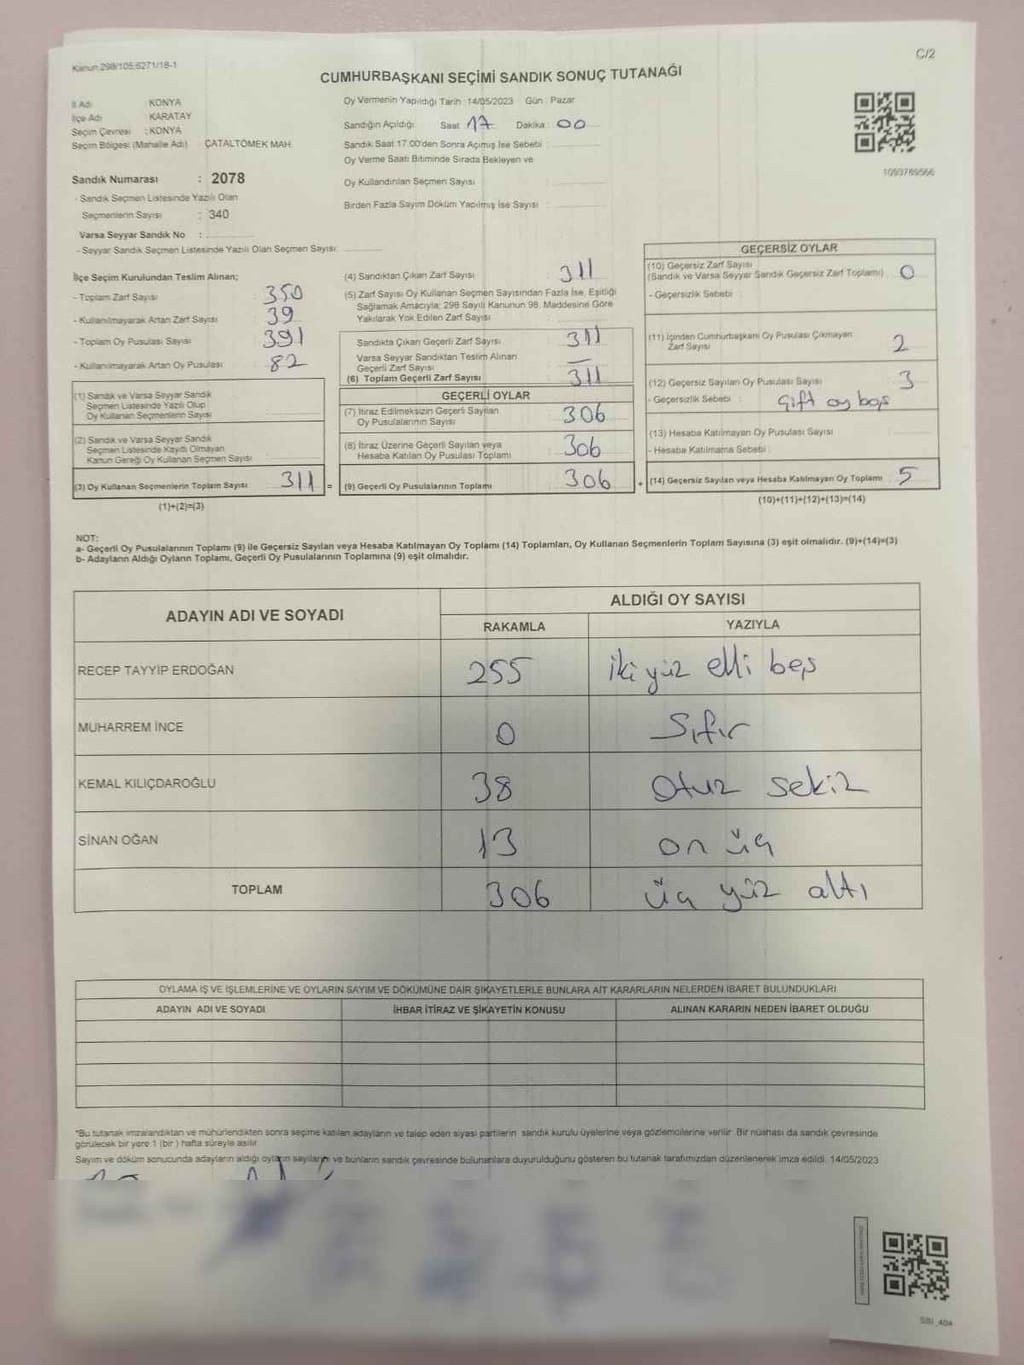 Kanun 298/105,6271/18-1
C/2
CUMHURBAŞKANI SEÇİMİ SANDIK SONUÇ TUTANAĞI
İl Adı : KONYA
İlçe Adı : KARATAY
Seçim Çevresi : KONYA
Seçim Bölgesi (Mahalle Adı) ÇATALTÖMEK MAH.
Sandık Numarası : 2078
- Sandık Seçmen Listesinde Yazılı Olan
Seçmenlerin Sayısı : 340
Varsa Seyyar Sandık No :
- Seyyar Sandık Seçmen Listesinde Yazılı Olan Seçmen Sayısı
Oy Vermenin Yapıldığı Tarih : 14/05/2023 Gün : Pazar
Sandığın Açıldığı Saat 17 Dakika : 00
Sandık Saat 17:00'den Sonra Açımış İse Sebebi :
Oy Verme Saati Bitiminde Sırada Bekleyen ve
Oy Kullandırılan Seçmen Sayısı
Birden Fazla Sayım Döküm Yapılmış İse Sayısı
1093769566
İlçe Seçim Kurulundan Teslim Alınan;
- Toplam Zarf Sayısı 350
- Kullanılmayarak Artan Zarf Sayısı 39
- Toplam Oy Pusulası Sayısı 391
- Kullanılmayarak Artan Oy Pusulası 82
(1) Sandık ve Varsa Seyyar Sandık
Seçmen Listesinde Yazılı Olup
Oy Kullanan Seçmenlerin Sayısı
(2) Sandık ve Varsa Seyyar Sandık
Seçmen Listesinde Kaydı Olmayan
Kanun Gereği Oy Kullanan Seçmen Sayısı
(3) Oy Kullanan Seçmenlerin Toplam Sayısı 311 =
(1)+(2)=(3)
(4) Sandıktan Çıkan Zarf Sayısı 311
(5) Zarf Sayısı Oy Kullanan Seçmen Sayısından Fazla İse, Eşitliği
Sağlamak Amacıyla; 298 Sayılı Kanunun 98. Maddesine Göre
Yakılarak Yok Edilen Zarf Sayısı
Sandıkta Çıkan Geçerli Zarf Sayısı 311
Varsa Seyyar Sandıktan Teslim Alınan
Geçerli Zarf Sayısı —
(6) Toplam Geçerli Zarf Sayısı 311
GEÇERLİ OYLAR
(7) İtiraz Edilmeksizin Geçerli Sayılan
Oy Pusulalarının Sayısı 306
(8) İtiraz Üzerine Geçerli Sayılan veya
Hesaba Katılan Oy Pusulası Toplamı 306
(9) Geçerli Oy Pusulalarının Toplamı 306 +
GEÇERSİZ OYLAR
(10) Geçersiz Zarf Sayısı
(Sandık ve Varsa Seyyar Sandık Geçersiz Zarf Toplamı) 0
- Geçersizlik Sebebi :
(11) İçinden Cumhurbaşkanı Oy Pusulası Çıkmayan
Zarf Sayısı 2
(12) Geçersiz Sayılan Oy Pusulası Sayısı 3
- Geçersizlik Sebebi : Çift oy boş
(13) Hesaba Katılmayan Oy Pusulası Sayısı
- Hesaba Katılmama Sebebi
(14) Geçersiz Sayılan veya Hesaba Katılmayan Oy Toplamı 5
(10)+(11)+(12)+(13)=(14)
NOT:
a- Geçerli Oy Pusulalarının Toplamı (9) ile Geçersiz Sayılan veya Hesaba Katılmayan Oy Toplamı (14) Toplamları, Oy Kullanan Seçmenlerin Toplam Sayısına (3) eşit olmalıdır. (9)+(14)=(3)
b- Adayların Aldığı Oyların Toplamı, Geçerli Oy Pusulalarının Toplamına (9) eşit olmalıdır.
ADAYIN ADI VE SOYADI
ALDIĞI OY SAYISI
RAKAMLA YAZIYLA
RECEP TAYYİP ERDOĞAN 255 iki yüz elli beş
MUHARREM İNCE 0 Sıfır
KEMAL KILIÇDAROĞLU 38 otuz sekiz
SİNAN OĞAN 13 on üç
TOPLAM 306 üç yüz altı
OYLAMA İŞ VE İŞLEMLERİNE VE OYLARIN SAYIM VE DÖKÜMÜNE DAİR ŞİKAYETLERLE BUNLARA AİT KARARLARIN NELERDEN İBARET BULUNDUKLARI
ADAYIN ADI VE SOYADI İHBAR İTİRAZ VE ŞİKAYETİN KONUSU ALINAN KARARIN NEDEN İBARET OLDUĞU
*Bu tutanak imzalandıktan ve mühürlendikten sonra seçime katılan adayların ve talep eden siyasi partilerin sandık kurulu üyelerine veya gözlemcilerine verilir. Bir nüshası da sandık çevresinde
görülecek bir yere 1 (bir) hafta süreyle asılır.
Sayım ve döküm sonucunda adayların aldığı oyların sayılarını ve bunların sandık çevresinde bulunanlara duyurulduğunu gösteren bu tutanak tarafımızdan düzenlenerek imza edildi. 14/05/2023
SSI_404